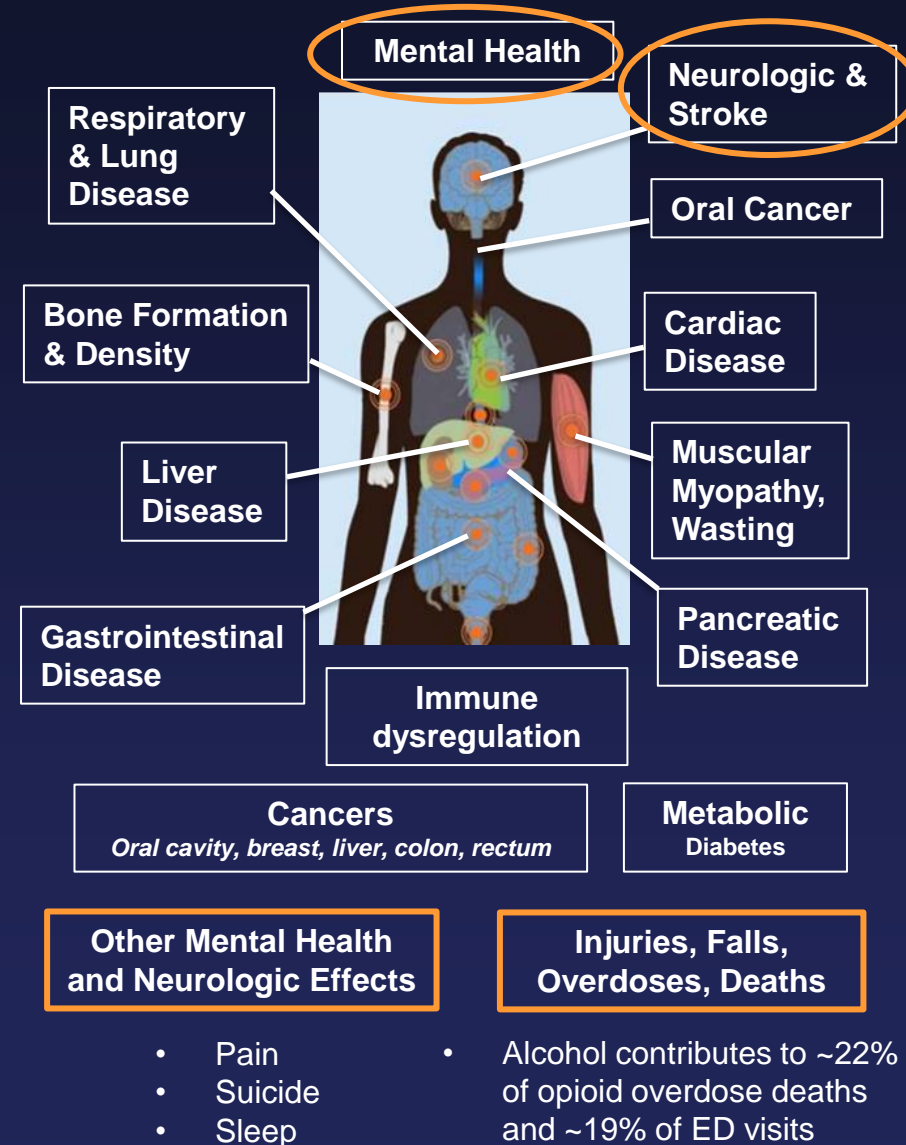 Mental Health
Neurologic &
Stroke
Respiratory
& Lung
Disease
Oral Cancer
Bone Formation
& Density
Cardiac
Disease
Liver
Disease
Muscular
Myopathy,
Wasting
Gastrointestinal
Disease
Pancreatic
Disease
Immune
dysregulation
Cancers
Oral cavity, breast, liver, colon, rectum
Metabolic
Diabetes
Other Mental Health
and Neurologic Effects
• Pain
• Suicide
• Sleep
Injuries, Falls,
Overdoses, Deaths
• Alcohol contributes to ~22%
of opioid overdose deaths
and ~19% of ED visits